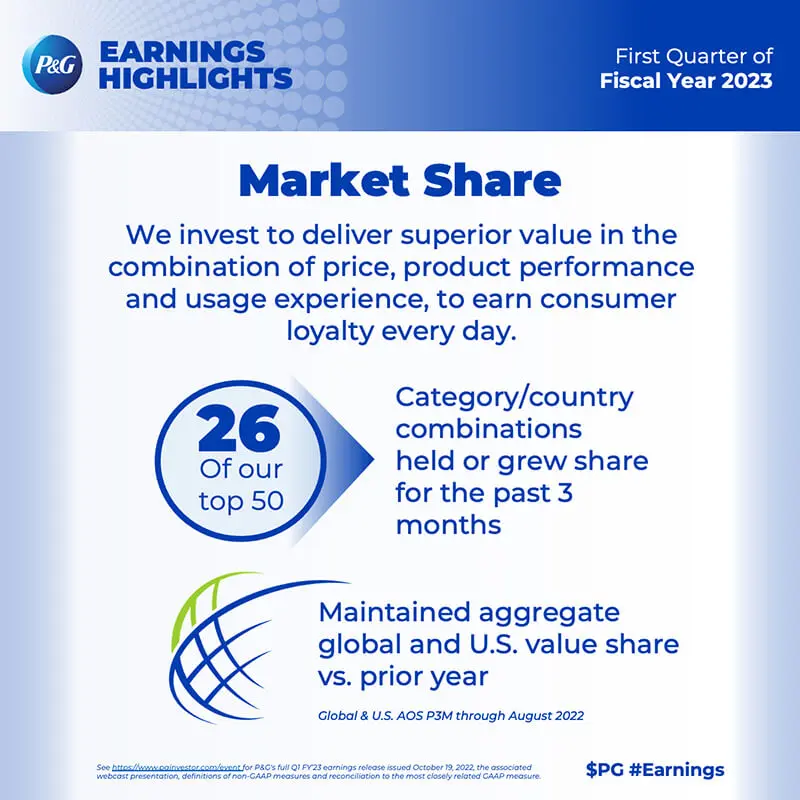 P&G
EARNINGS
HIGHLIGHTS
First Quarter of
Fiscal Year 2023
Market Share
We invest to deliver superior value in the
combination of price, product performance
and usage experience, to earn consumer
loyalty every day.
26
Of our
top 50
Category/country
combinations
held or grew share
for the past 3
months
Maintained aggregate
global and U.S. value share
vs. prior year
Global & U.S. AOS P3M through August 2022
See https://www.pginvestor.com/event for P&G's full Q1 FY'23 earnings release issued October 19, 2022, the associated
webcast presentation, definitions of non-GAAP measures and reconciliation to the most closely related GAAP measure.
$PG #Earnings